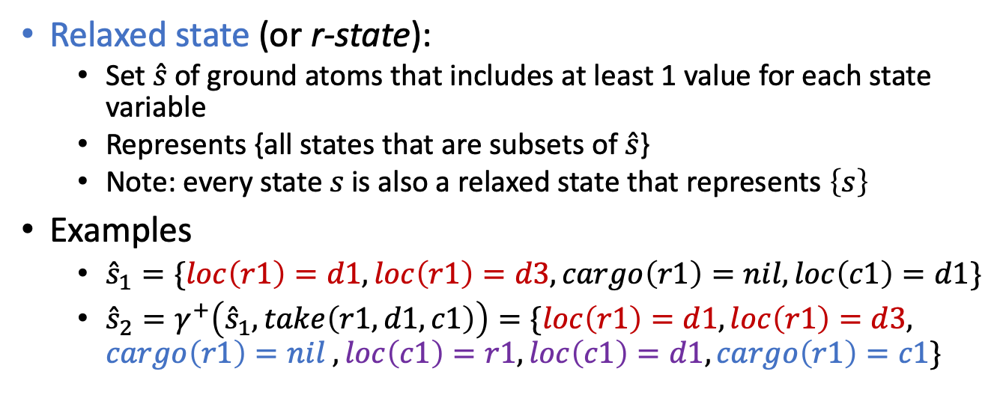 • Relaxed state (or r-state):
• Set ŝ of ground atoms that includes at least 1 value for each state
variable
• Represents {all states that are subsets of ŝ}
• Note: every state s is also a relaxed state that represents {s}
• Examples
• ŝ₁ = {loc(r1) = d1, loc(r1) = d3, cargo(r1) = nil, loc(c1) = d1}
• ŝ₂ = γ⁺(ŝ₁, take(r1, d1, c1)) = {loc(r1) = d1, loc(r1) = d3,
cargo(r1) = nil , loc(c1) = r1, loc(c1) = d1, cargo(r1) = c1}